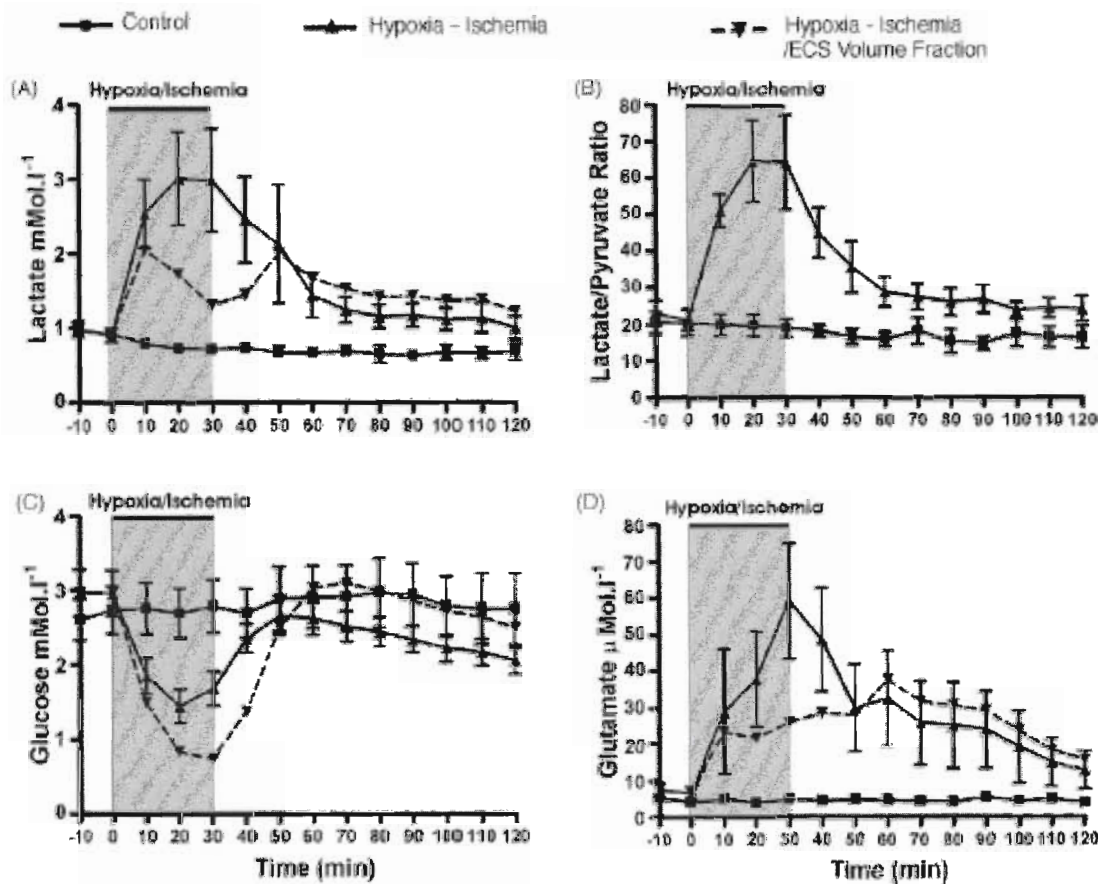 Control
Hypoxia – Ischemia
Hypoxia - Ischemia
/ECS Volume Fraction
(A)
Hypoxia/Ischemia
Lactate mMol.l⁻¹
4
3
2
1
0
-10 0 10 20 30 40 50 60 70 80 90 100 110 120
(B)
Hypoxia/Ischemia
Lactate/Pyruvate Ratio
80
70
60
50
40
30
20
10
0
-10 0 10 20 30 40 50 60 70 80 90 100 110 120
(C)
Hypoxia/Ischemia
Glucose mMol.l⁻¹
4
3
2
1
0
-10 0 10 20 30 40 50 60 70 80 90 100 110 120
Time (min)
(D)
Hypoxia/Ischemia
Glutamate μ Mol.l⁻¹
80
70
60
50
40
30
20
10
0
-10 0 10 20 30 40 50 60 70 80 90 100 110 120
Time (min)